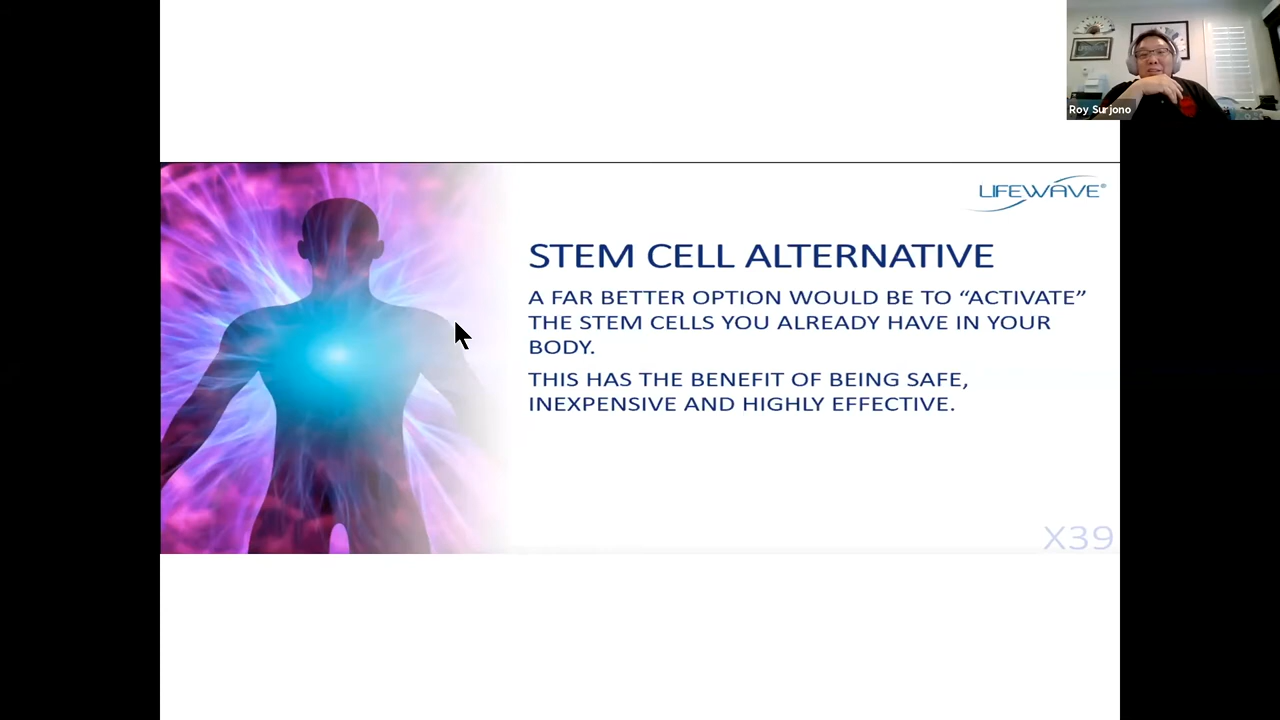 Roy Surjono
LIFEWAVE®
STEM CELL ALTERNATIVE
A FAR BETTER OPTION WOULD BE TO “ACTIVATE”
THE STEM CELLS YOU ALREADY HAVE IN YOUR
BODY.
THIS HAS THE BENEFIT OF BEING SAFE,
INEXPENSIVE AND HIGHLY EFFECTIVE.
X39